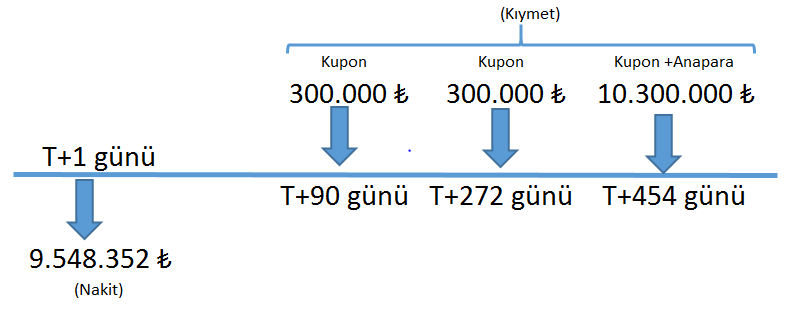 (Kıymet)
Kupon Kupon Kupon +Anapara
300.000 ₺ 300.000 ₺ 10.300.000 ₺
T+1 günü
T+90 günü T+272 günü T+454 günü
9.548.352 ₺
(Nakit)